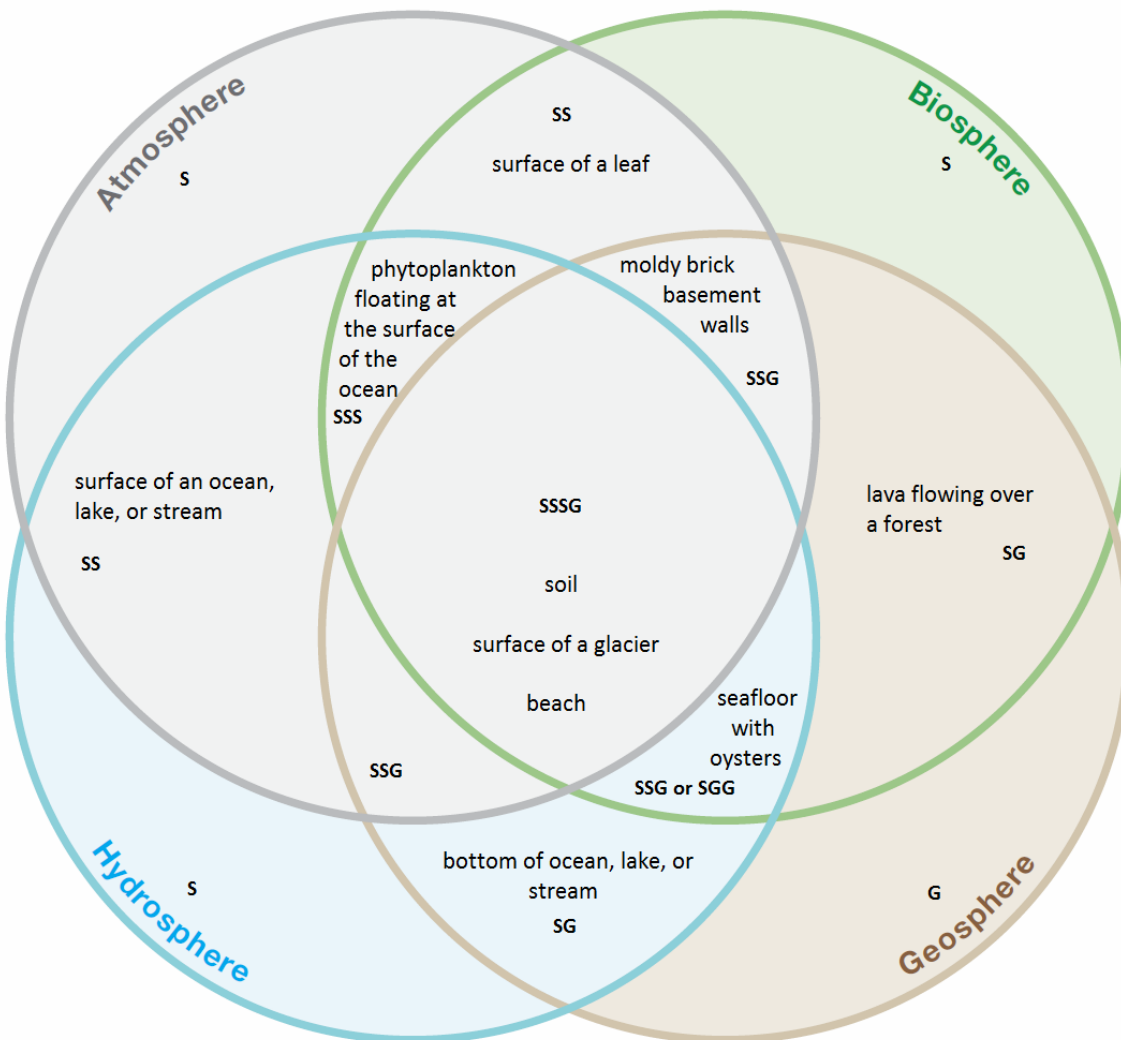 Atmosphere
Biosphere
SS
surface of a leaf
S
S
phytoplankton
floating at
the surface
of the
ocean
SSS
moldy brick
basement
walls
SSG
surface of an ocean,
lake, or stream
SS
SSSG
soil
surface of a glacier
beach
lava flowing over
a forest
SG
seafloor
with
oysters
SSG or SGG
SSG
bottom of ocean, lake, or
stream
SG
Hydrosphere
S
G
Geosphere